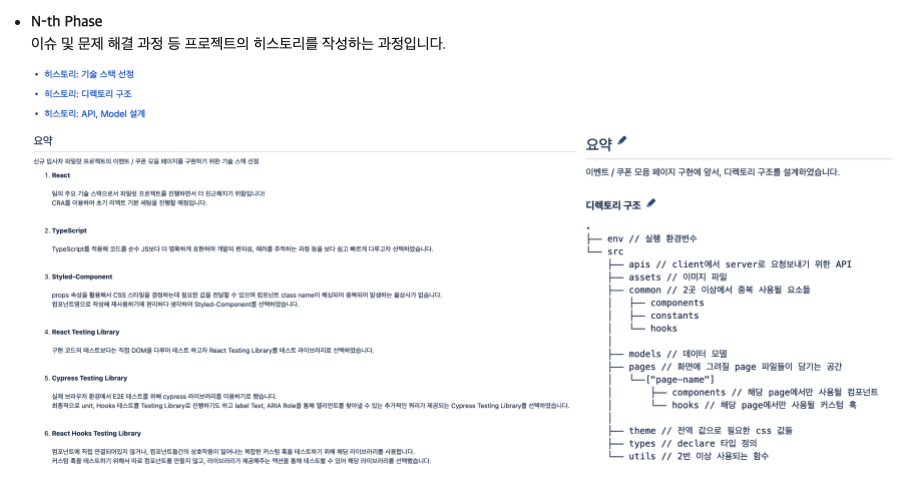 N-th Phase
이슈 및 문제 해결 과정 등 프로젝트의 히스토리를 작성하는 과정입니다.
히스토리: 기술 스택 선정
히스토리: 디렉토리 구조
히스토리: API, Model 설계
요약
신규 입사자 파일럿 프로젝트의 이벤트 / 쿠폰 모음 페이지를 구현하기 위한 기술 스택 선정
1. React
팀의 주요 기술 스택으로서 파일럿 프로젝트를 진행하면서 더 친근해지기 위함입니다!
CRA를 이용하여 초기 리액트 기본 세팅을 진행할 예정입니다.
2. TypeScript
TypeScript를 적용해 코드를 순수 JS보다 더 명확하게 표현하며 개발의 편의성, 에러를 추적하는 과정 등을 보다 쉽고 빠르게 다루고자 선택하였습니다.
3. Styled-Component
props 속성을 활용해서 CSS 스타일을 결정하는데 필요한 값을 전달할 수 있으며 컴포넌트 class name이 해싱되어 중복되어 발생하는 불상사가 없습니다.
컴포넌트명으로 작성해 재사용하기에 편리하다 생각하여 Styled-Component를 선택하였습니다.
4. React Testing Library
구현 코드의 테스트보다는 직접 DOM을 다루어 테스트 하고자 React Testing Library를 테스트 라이브러리로 선택하였습니다.
5. Cypress Testing Library
실제 브라우저 환경에서 E2E 테스트를 위해 cypress 라이브러리를 이용하기로 했습니다.
최종적으로 unit, Hooks 테스트를 Testing Library로 진행하기도 하고 label Text, ARIA Role을 통해 엘리먼트를 찾아낼 수 있는 추가적인 쿼리가 제공되는 Cypress Testing Library를 선택하였습니다.
6. React Hooks Testing Library
컴포넌트에 직접 연결되어있지 않거나, 컴포넌트들간의 상호작용이 일어나는 복잡한 커스텀 훅을 테스트하기 위해 해당 라이브러리를 사용합니다.
커스텀 훅을 테스트하기 위해서 따로 컴포넌트를 만들지 않고, 라이브러리가 제공해주는 액션을 통해 테스트할 수 있어 해당 라이브러리를 선택했습니다.
요약
이벤트 / 쿠폰 모음 페이지 구현에 앞서, 디렉토리 구조를 설계하였습니다.
디렉토리 구조
.
├── env // 실행 환경변수
└── src
├── apis // client에서 server로 요청보내기 위한 API
├── assets // 이미지 파일
├── common // 2곳 이상에서 중복 사용될 요소들
├── components
├── constants
└── hooks
├── models // 데이터 모델
├── pages // 화면에 그려질 page 파일들이 담기는 공간
└──["page-name"]
├── components // 해당 page에서만 사용될 컴포넌트
└── hooks // 해당 page에서만 사용될 커스텀 훅
├── theme // 전역 값으로 필요한 css 값들
├── types // declare 타입 정의
└── utils // 2번 이상 사용되는 함수